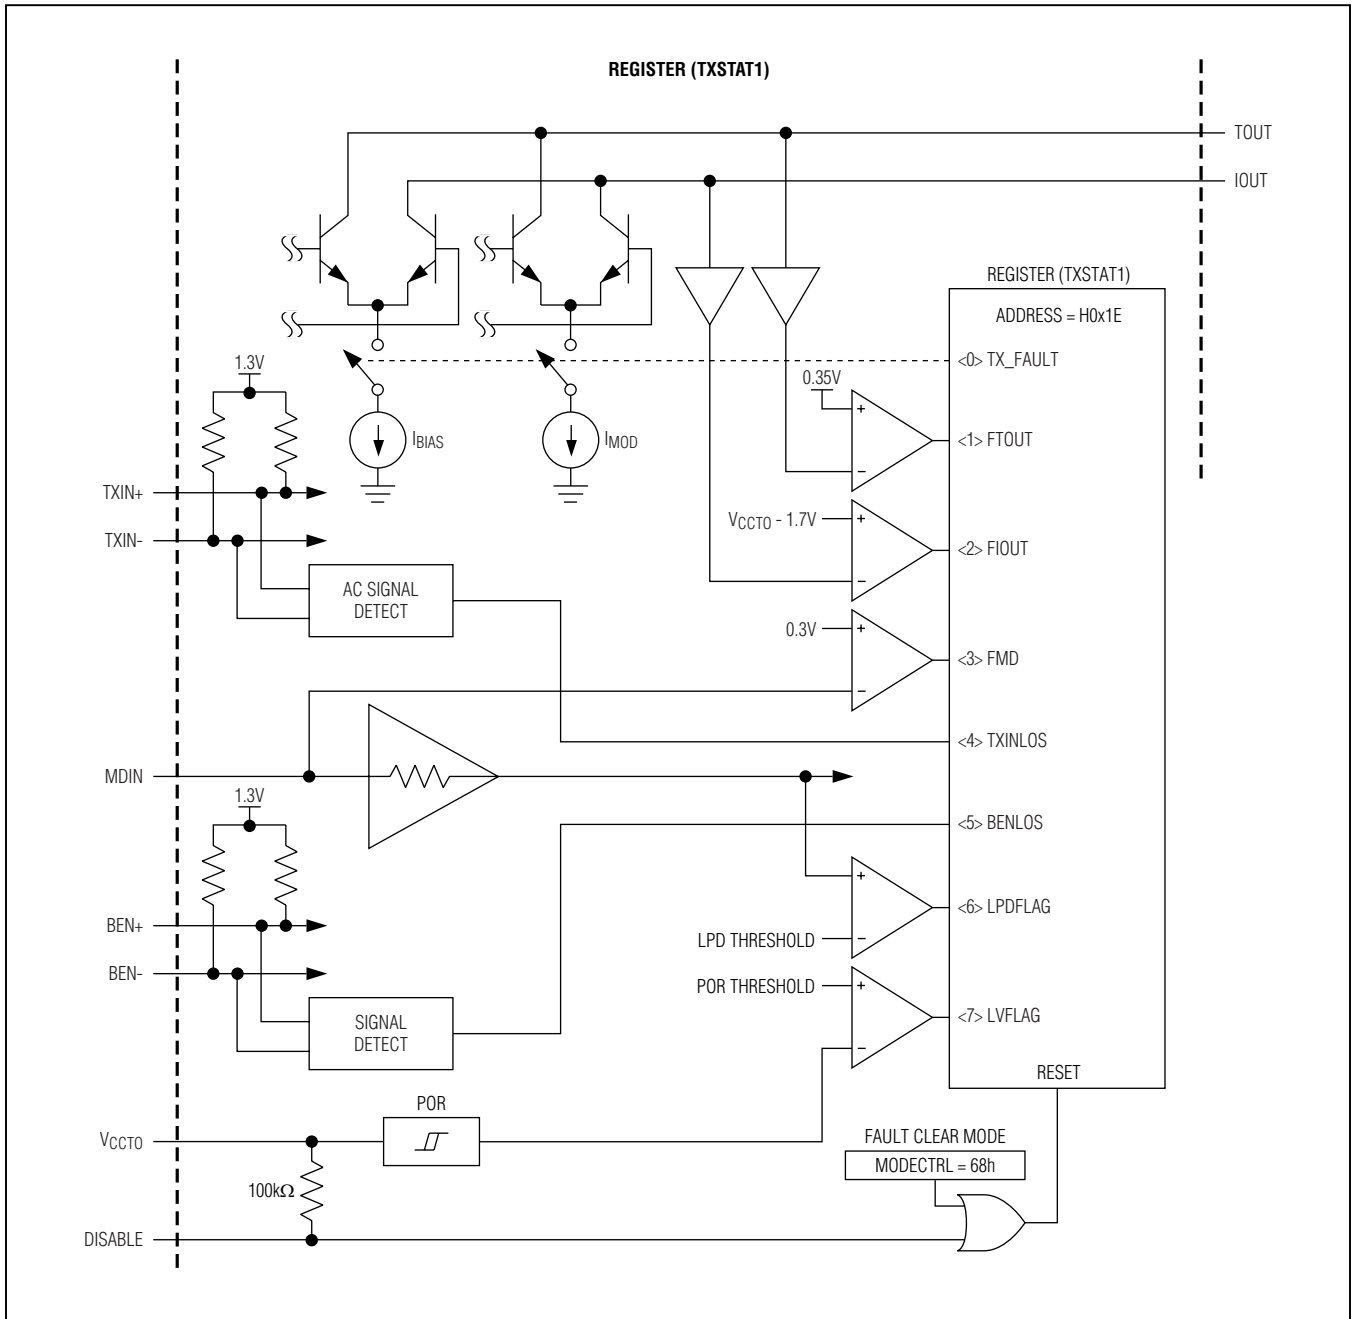 REGISTER (TXSTAT1)
TOUT
IOUT
REGISTER (TXSTAT1)
ADDRESS = H0x1E
<0> TX_FAULT
1.3V
0.35V
+
IBIAS
IMOD
<1> FTOUT
−
TXIN+
VCCTO - 1.7V
+
TXIN-
<2> FIOUT
−
AC SIGNAL
DETECT
0.3V
+
<3> FMD
−
<4> TXINLOS
MDIN
1.3V
<5> BENLOS
+
<6> LPDFLAG
BEN+
LPD THRESHOLD
−
BEN-
POR THRESHOLD
+
SIGNAL
DETECT
<7> LVFLAG
−
RESET
POR
VCCTO
FAULT CLEAR MODE
MODECTRL = 68h
100kΩ
DISABLE